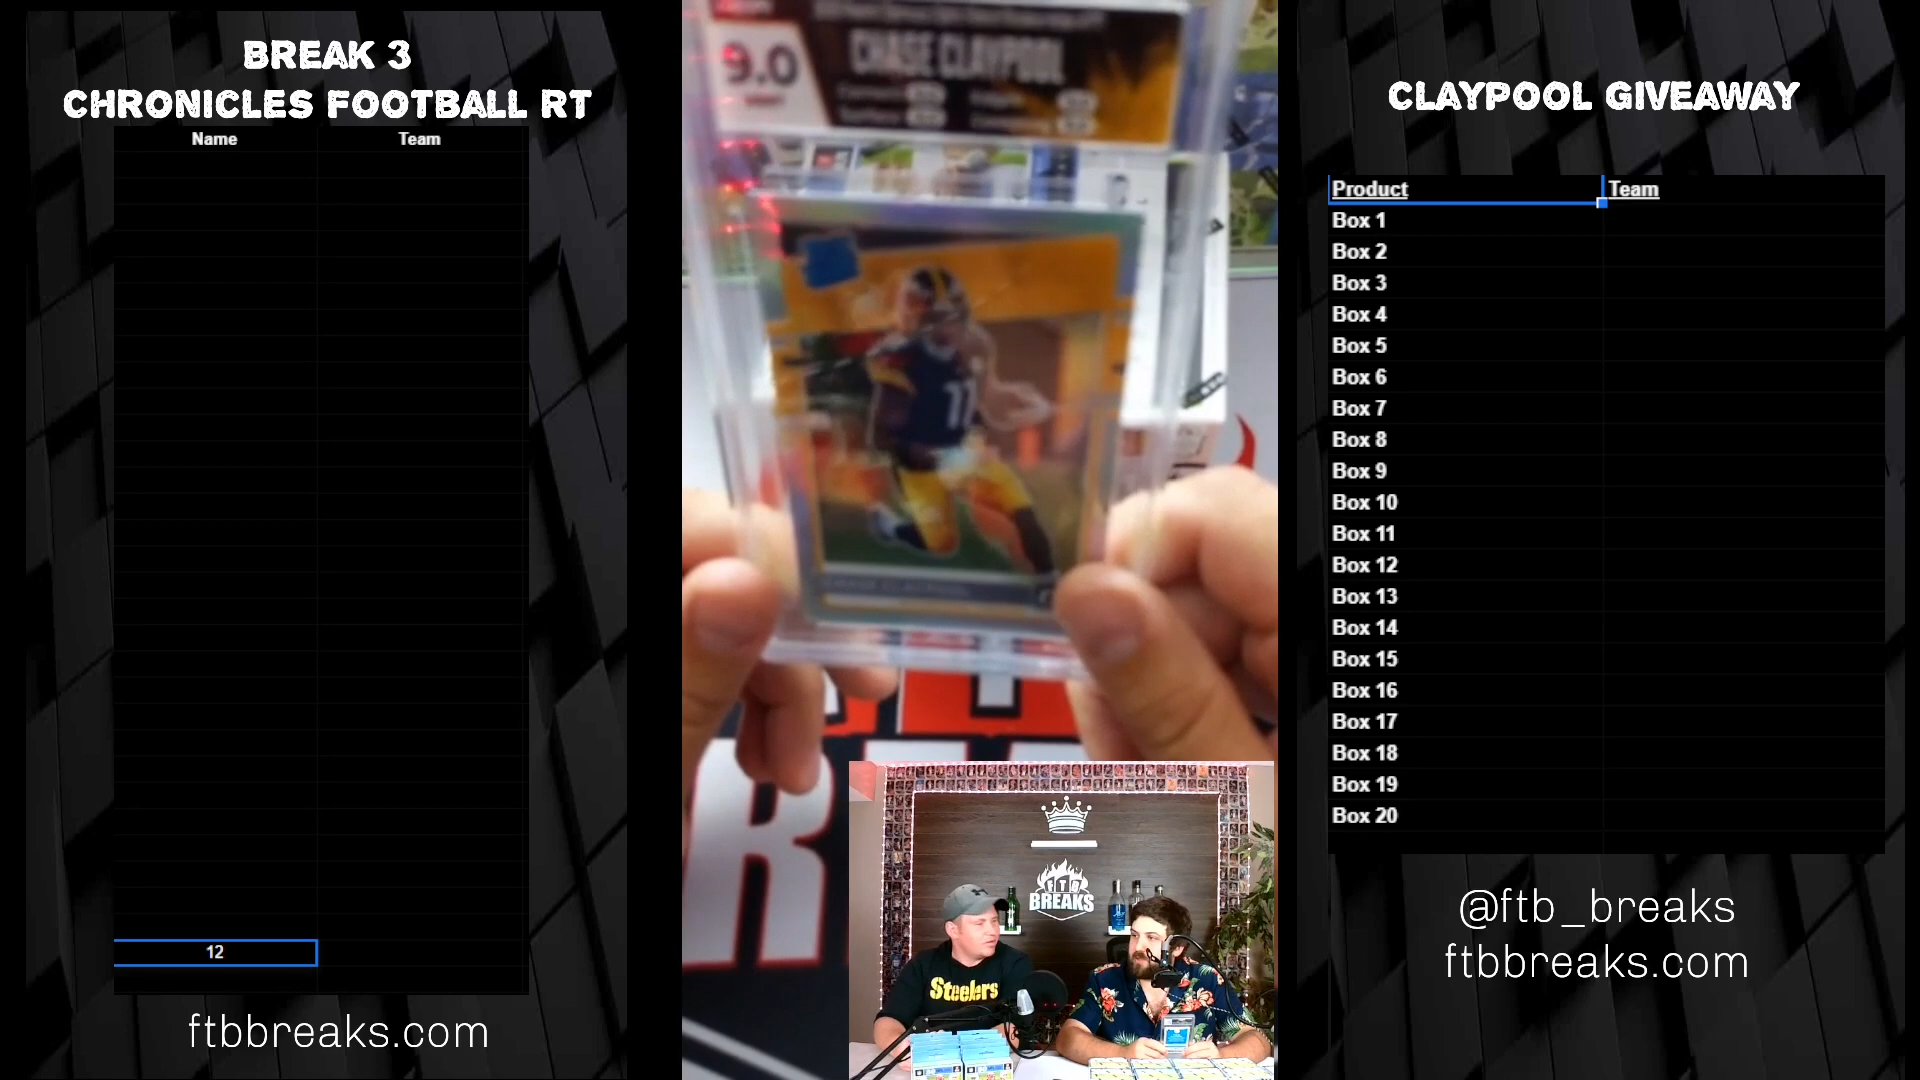 BREAK 3
CHRONICLES FOOTBALL RT
Name Team
12
ftbbreaks.com
9.0
CHASE CLAYPOOL
11
FTB
BREAKS
Steelers
CLAYPOOL GIVEAWAY
Product Team
Box 1
Box 2
Box 3
Box 4
Box 5
Box 6
Box 7
Box 8
Box 9
Box 10
Box 11
Box 12
Box 13
Box 14
Box 15
Box 16
Box 17
Box 18
Box 19
Box 20
@ftb_breaks
ftbbreaks.com